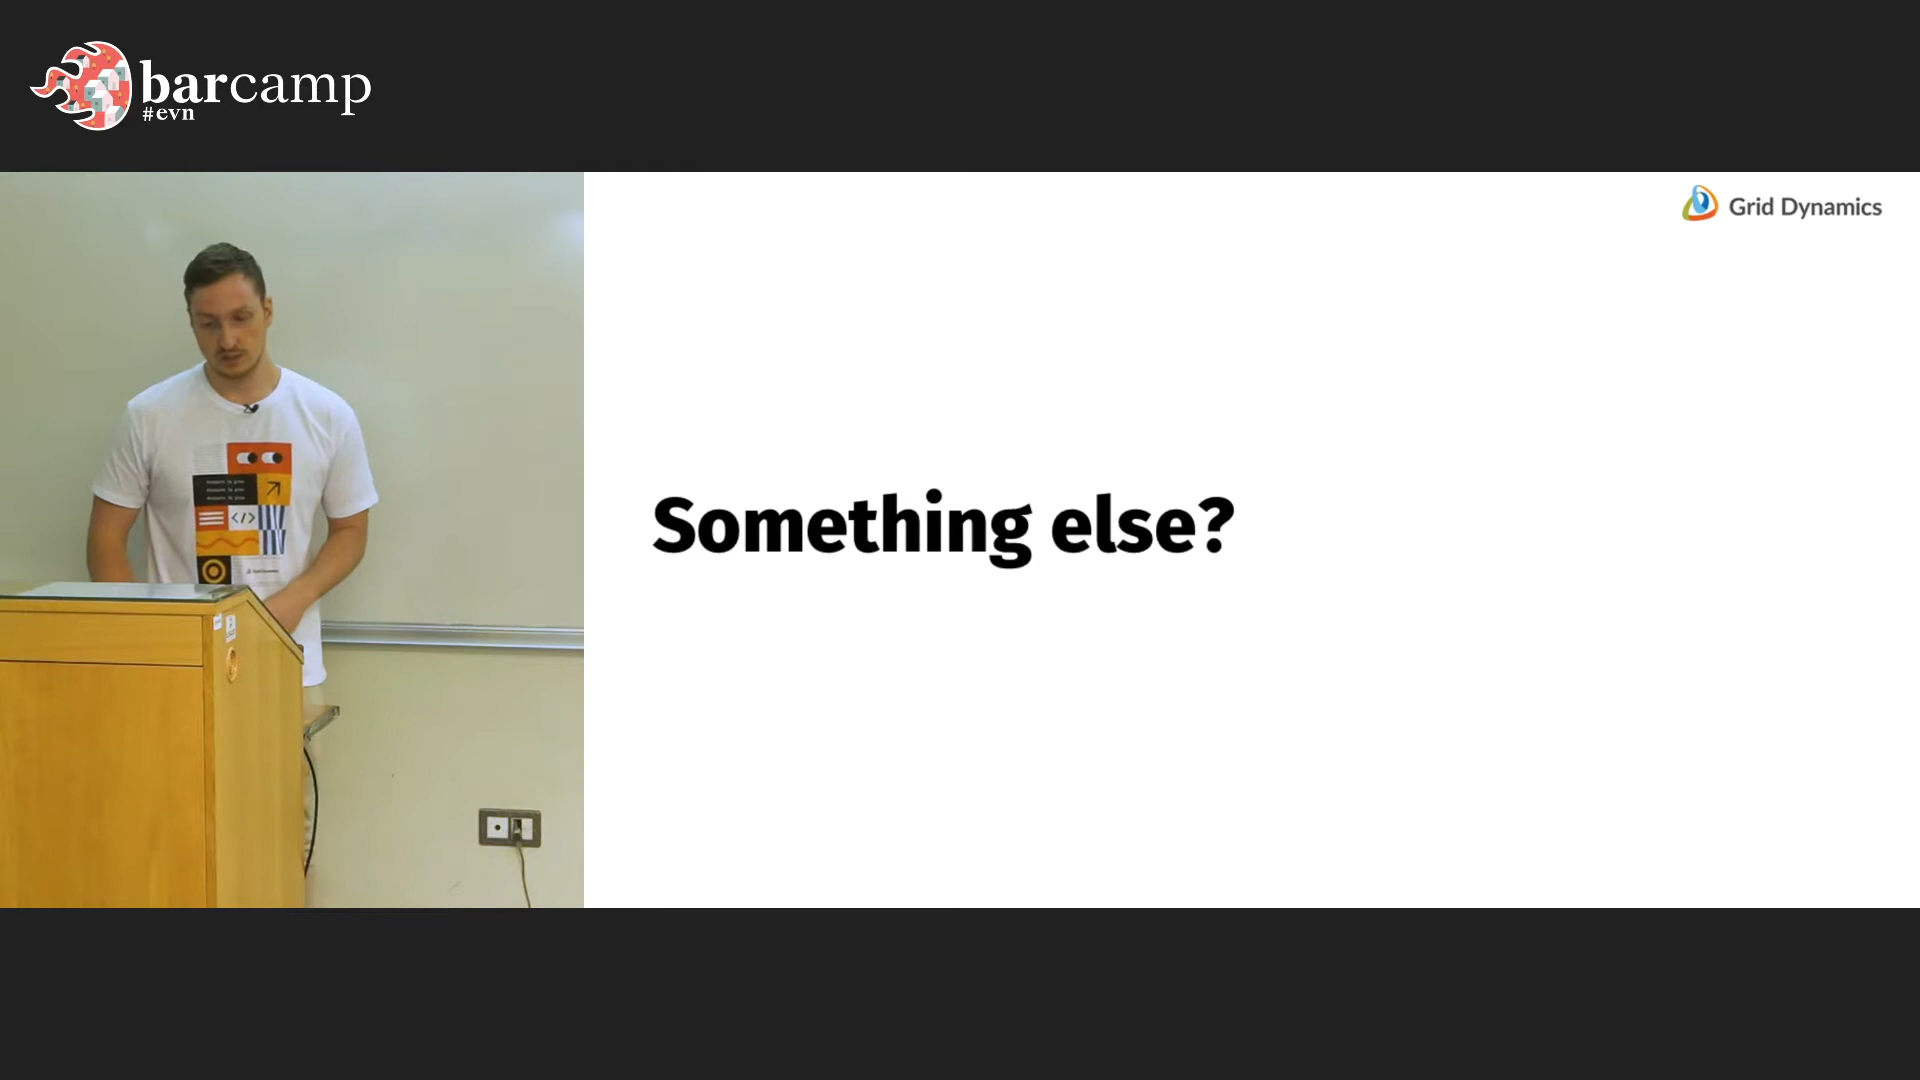 barcamp
#evn
Grid Dynamics
Something else?
</>